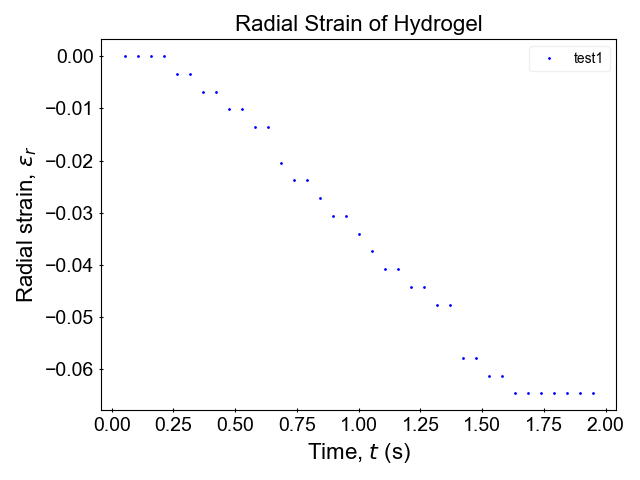 Radial Strain of Hydrogel
test1
0.00
−0.01
−0.02
−0.03
−0.04
−0.05
−0.06
Radial strain, εr
0.00 0.25 0.50 0.75 1.00 1.25 1.50 1.75 2.00
Time, t (s)